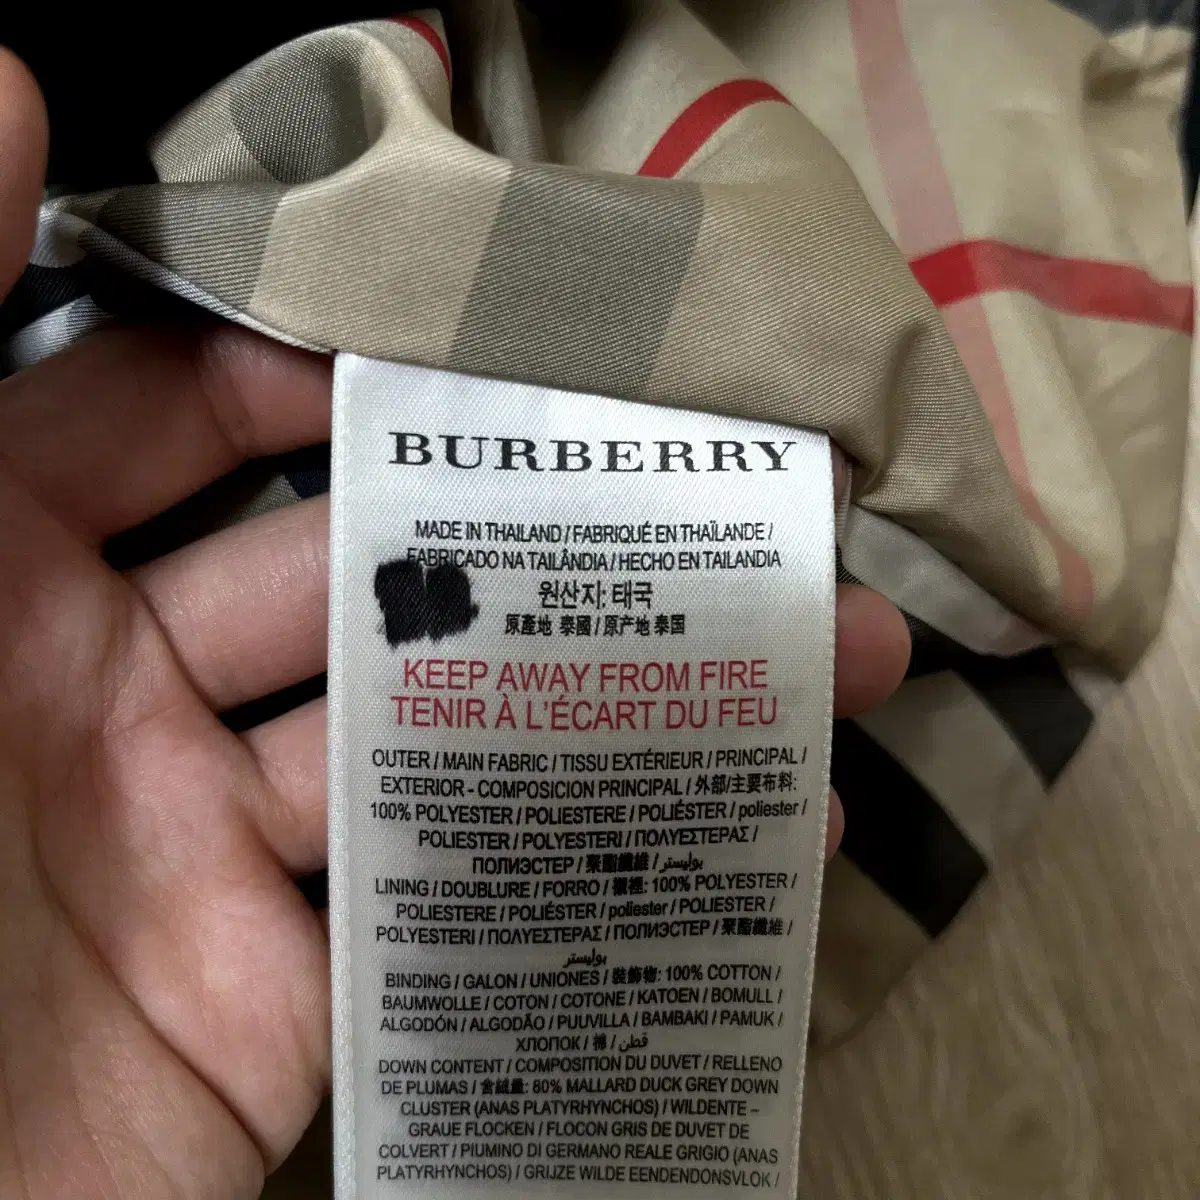 BURBERRY
MADE IN THAILAND / FABRIQUÉ EN THAÏLANDE /
FABRICADO NA TAILÂNDIA / HECHO EN TAILANDIA
원산지: 태국
原產地 泰國 / 原产地 泰国
KEEP AWAY FROM FIRE
TENIR À L'ÉCART DU FEU
OUTER / MAIN FABRIC / TISSU EXTÉRIEUR / PRINCIPAL /
EXTERIOR - COMPOSICION PRINCIPAL / 外部/主要布料:
100% POLYESTER / POLIESTERE / POLIÉSTER / poliester /
POLIESTER / POLYESTERI / ΠΟΛΥΕΣΤΕΡΑΣ /
ПОЛИЭСТЕР / 聚酯纖維 / بوليستر
LINING / DOUBLURE / FORRO / 襯裡: 100% POLYESTER /
POLIESTERE / POLIÉSTER / poliester / POLIESTER /
POLYESTERI / ΠΟΛΥΕΣΤΕΡΑΣ / ПОЛИЭСТЕР / 聚酯纖維 /
بوليستر
BINDING / GALON / UNIONES / 裝飾物: 100% COTTON /
BAUMWOLLE / COTON / COTONE / KATOEN / BOMULL /
ALGODÓN / ALGODÃO / PUUVILLA / BAMBAKI / PAMUK /
ХЛОПОК / 棉 / قطن
DOWN CONTENT / COMPOSITION DU DUVET / RELLENO
DE PLUMAS / 含絨量: 80% MALLARD DUCK GREY DOWN
CLUSTER (ANAS PLATYRHYNCHOS) / WILDENTE –
GRAUE FLOCKEN / FLOCON GRIS DE DUVET DE
COLVERT / PIUMINO DI GERMANO REALE GRIGIO (ANAS
PLATYRHYNCHOS) / GRIJZE WILDE EENDENDONSVLOK /